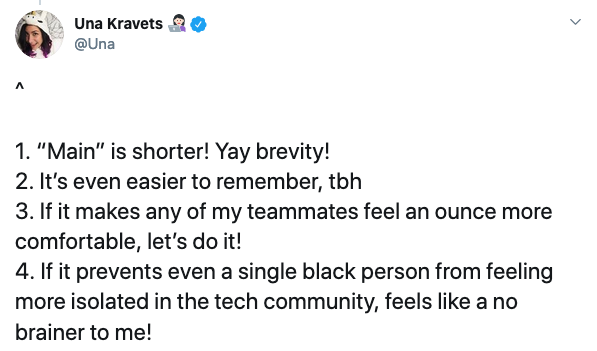 Una Kravets 👩🏻‍💻
@Una
^
1. “Main” is shorter! Yay brevity!
2. It’s even easier to remember, tbh
3. If it makes any of my teammates feel an ounce more
comfortable, let’s do it!
4. If it prevents even a single black person from feeling
more isolated in the tech community, feels like a no
brainer to me!